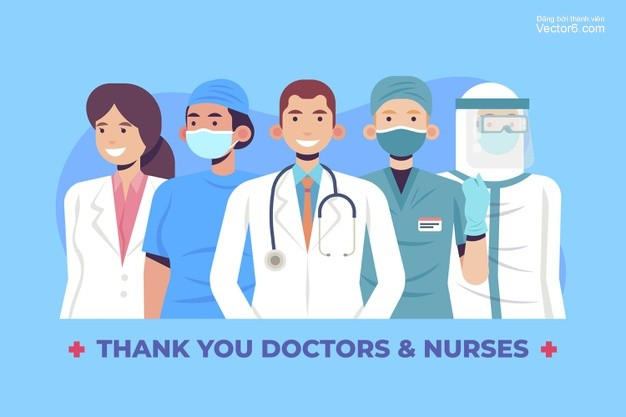 Đăng bởi thành viên
Vector6.com
THANK YOU DOCTORS & NURSES